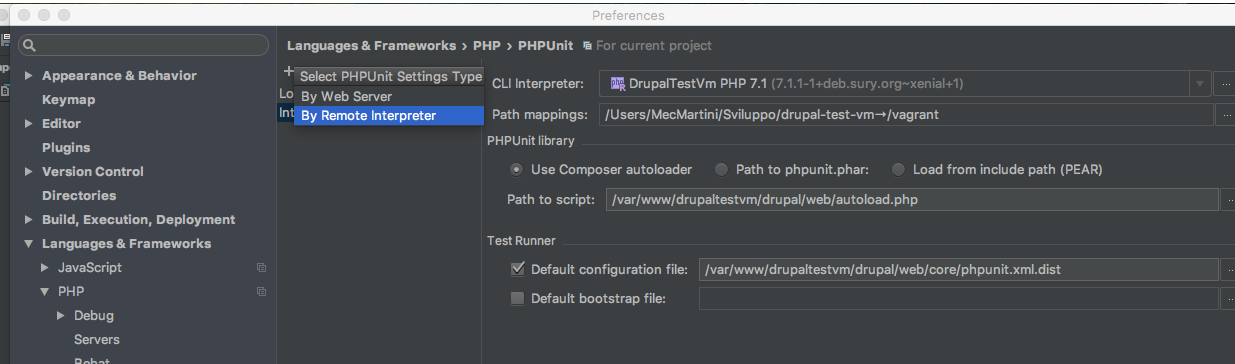 Preferences
Languages & Frameworks › PHP › PHPUnit For current project
Appearance & Behavior
Keymap
Editor
Plugins
Version Control
Directories
Build, Execution, Deployment
Languages & Frameworks
JavaScript
PHP
Debug
Servers
Behat
+
Select PHPUnit Settings Type
By Web Server
By Remote Interpreter
Lo
Int
CLI Interpreter: DrupalTestVm PHP 7.1 (7.1.1-1+deb.sury.org~xenial+1) ...
Path mappings: /Users/MecMartini/Sviluppo/drupal-test-vm→/vagrant ...
PHPUnit library
Use Composer autoloader Path to phpunit.phar: Load from include path (PEAR)
Path to script: /var/www/drupaltestvm/drupal/web/autoload.php
Test Runner
Default configuration file: /var/www/drupaltestvm/drupal/web/core/phpunit.xml.dist
Default bootstrap file: